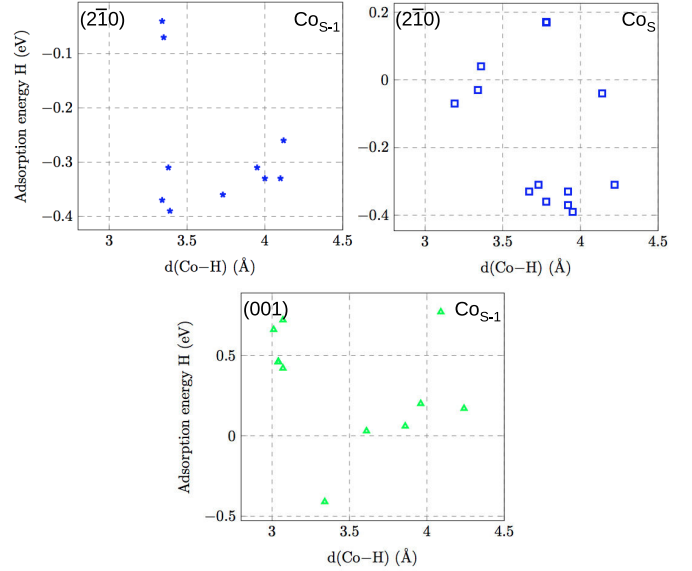 (21̅0) Co_S-1
−0.1
−0.2
−0.3
−0.4
3 3.5 4 4.5
d(Co−H) (Å)
Adsorption energy H (eV)
(21̅0) Co_S
0.2
0
−0.2
−0.4
3 3.5 4 4.5
d(Co−H) (Å)
Adsorption energy H (eV)
(001) Co_S-1
0.5
0
−0.5
3 3.5 4 4.5
d(Co−H) (Å)
Adsorption energy H (eV)